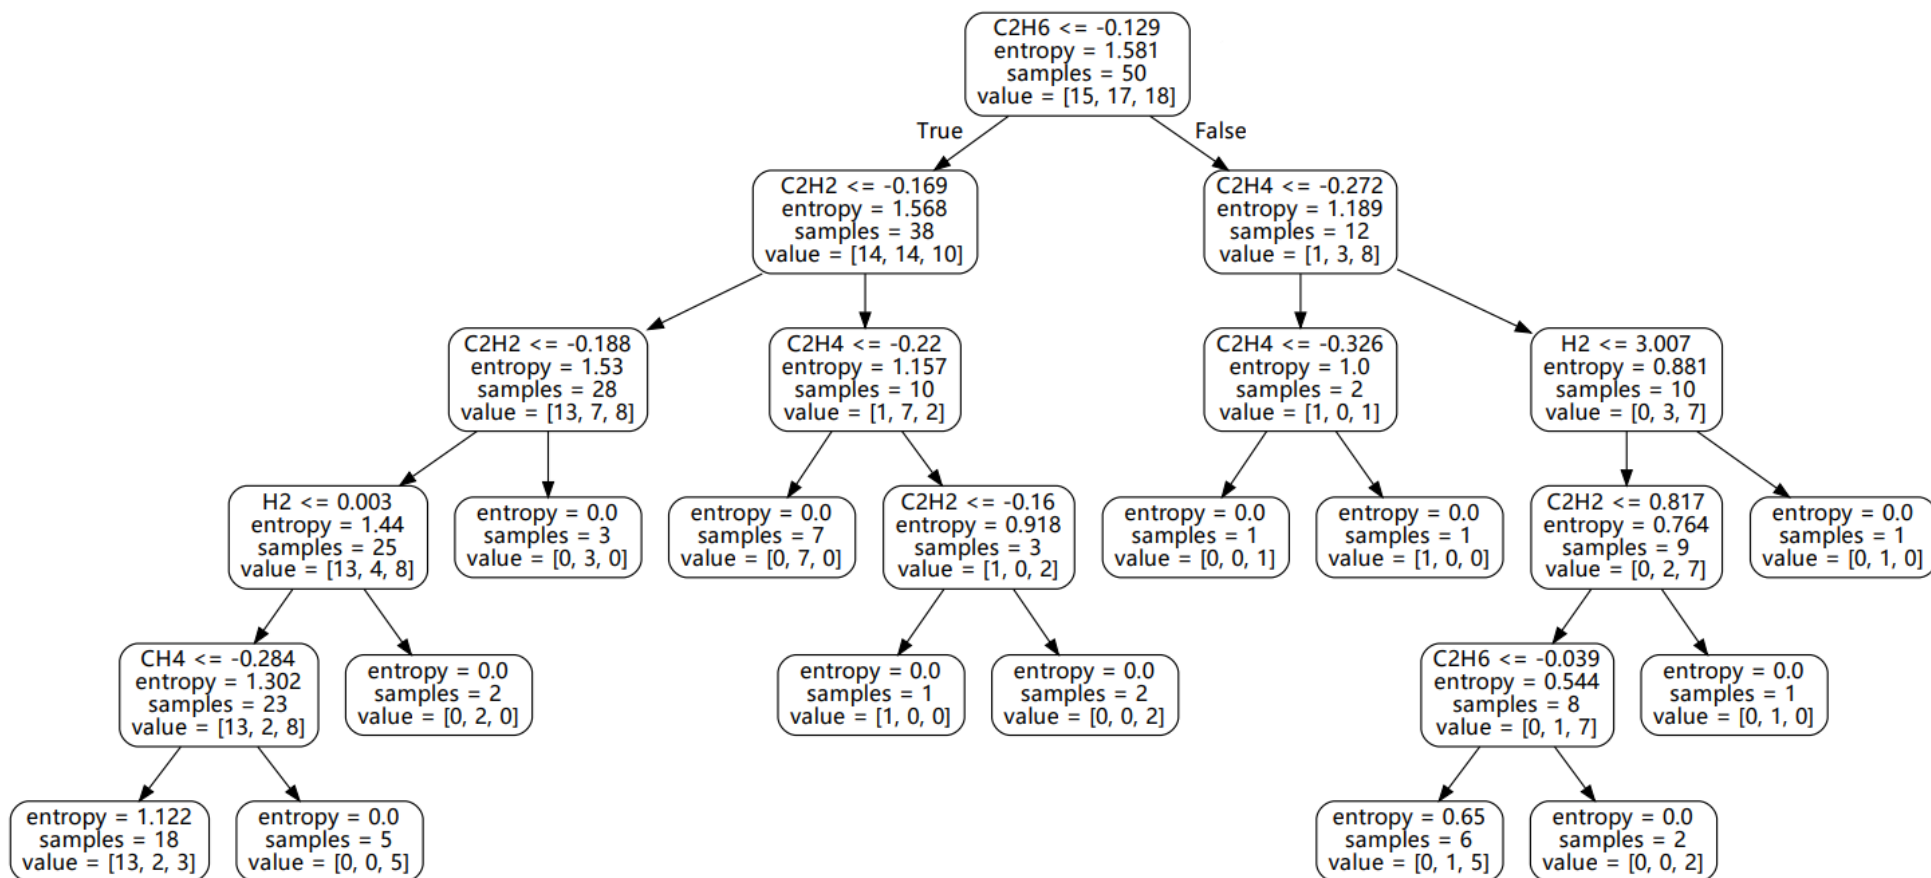 C2H6 <= -0.129
entropy = 1.581
samples = 50
value = [15, 17, 18]
True
False
C2H2 <= -0.169
entropy = 1.568
samples = 38
value = [14, 14, 10]
C2H4 <= -0.272
entropy = 1.189
samples = 12
value = [1, 3, 8]
C2H2 <= -0.188
entropy = 1.53
samples = 28
value = [13, 7, 8]
C2H4 <= -0.22
entropy = 1.157
samples = 10
value = [1, 7, 2]
C2H4 <= -0.326
entropy = 1.0
samples = 2
value = [1, 0, 1]
H2 <= 3.007
entropy = 0.881
samples = 10
value = [0, 3, 7]
H2 <= 0.003
entropy = 1.44
samples = 25
value = [13, 4, 8]
entropy = 0.0
samples = 3
value = [0, 3, 0]
entropy = 0.0
samples = 7
value = [0, 7, 0]
C2H2 <= -0.16
entropy = 0.918
samples = 3
value = [1, 0, 2]
entropy = 0.0
samples = 1
value = [0, 0, 1]
entropy = 0.0
samples = 1
value = [1, 0, 0]
C2H2 <= 0.817
entropy = 0.764
samples = 9
value = [0, 2, 7]
entropy = 0.0
samples = 1
value = [0, 1, 0]
CH4 <= -0.284
entropy = 1.302
samples = 23
value = [13, 2, 8]
entropy = 0.0
samples = 2
value = [0, 2, 0]
entropy = 0.0
samples = 1
value = [1, 0, 0]
entropy = 0.0
samples = 2
value = [0, 0, 2]
C2H6 <= -0.039
entropy = 0.544
samples = 8
value = [0, 1, 7]
entropy = 0.0
samples = 1
value = [0, 1, 0]
entropy = 1.122
samples = 18
value = [13, 2, 3]
entropy = 0.0
samples = 5
value = [0, 0, 5]
entropy = 0.65
samples = 6
value = [0, 1, 5]
entropy = 0.0
samples = 2
value = [0, 0, 2]